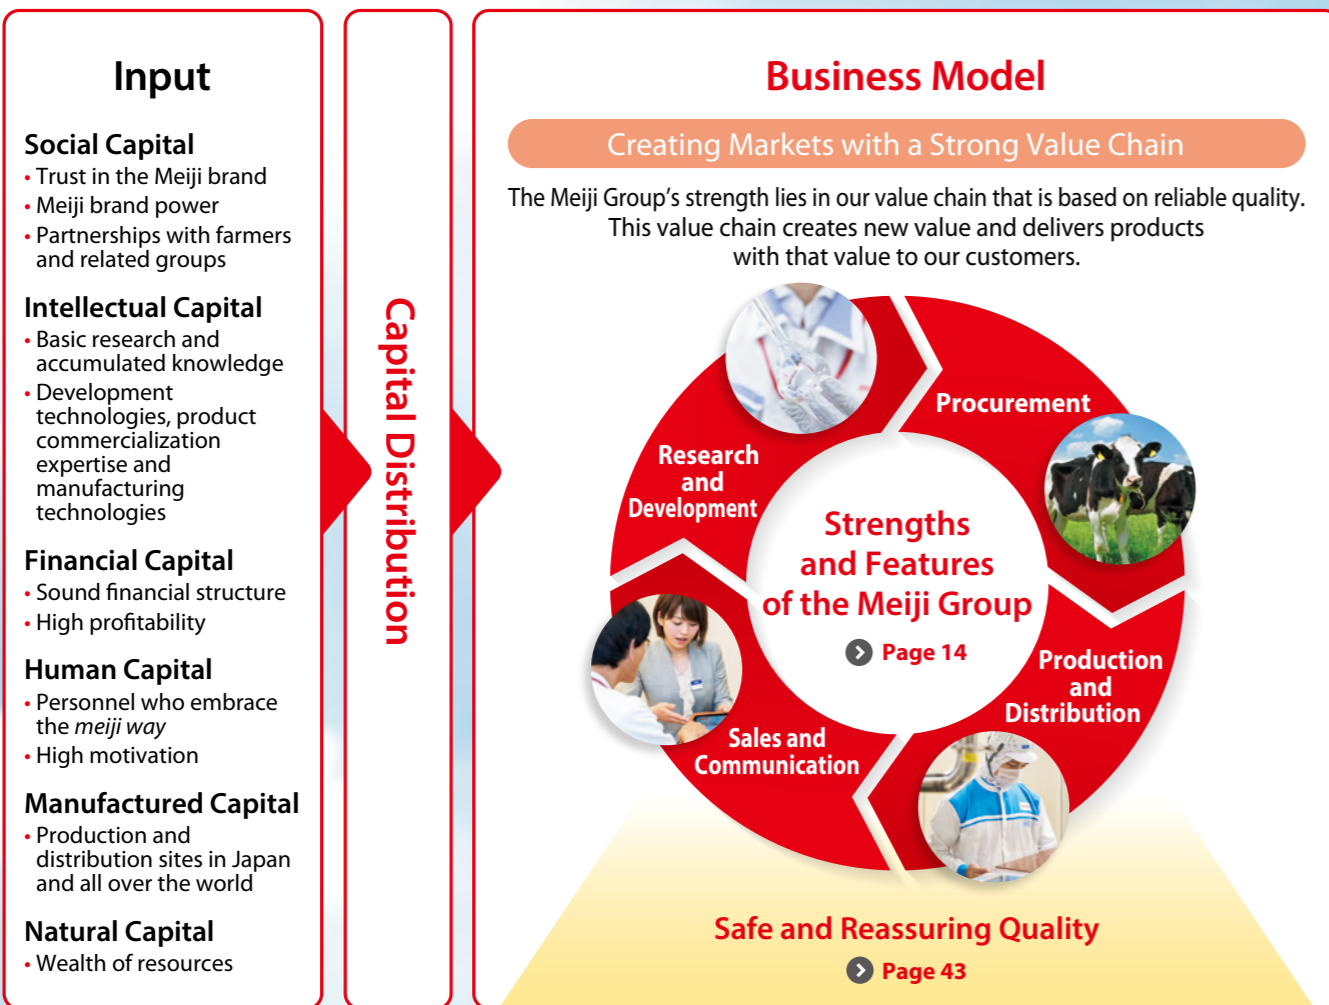 Input
Social Capital
• Trust in the Meiji brand
• Meiji brand power
• Partnerships with farmers
and related groups
Intellectual Capital
• Basic research and
accumulated knowledge
• Development
technologies, product
commercialization
expertise and
manufacturing
technologies
Financial Capital
• Sound financial structure
• High profitability
Human Capital
• Personnel who embrace
the meiji way
• High motivation
Manufactured Capital
• Production and
distribution sites in Japan
and all over the world
Natural Capital
• Wealth of resources
Capital Distribution
Business Model
Creating Markets with a Strong Value Chain
The Meiji Group's strength lies in our value chain that is based on reliable quality.
This value chain creates new value and delivers products
with that value to our customers.
Research
and
Development
Procurement
Production
and
Distribution
Sales and
Communication
Strengths
and Features
of the Meiji Group
Page 14
Safe and Reassuring Quality
Page 43